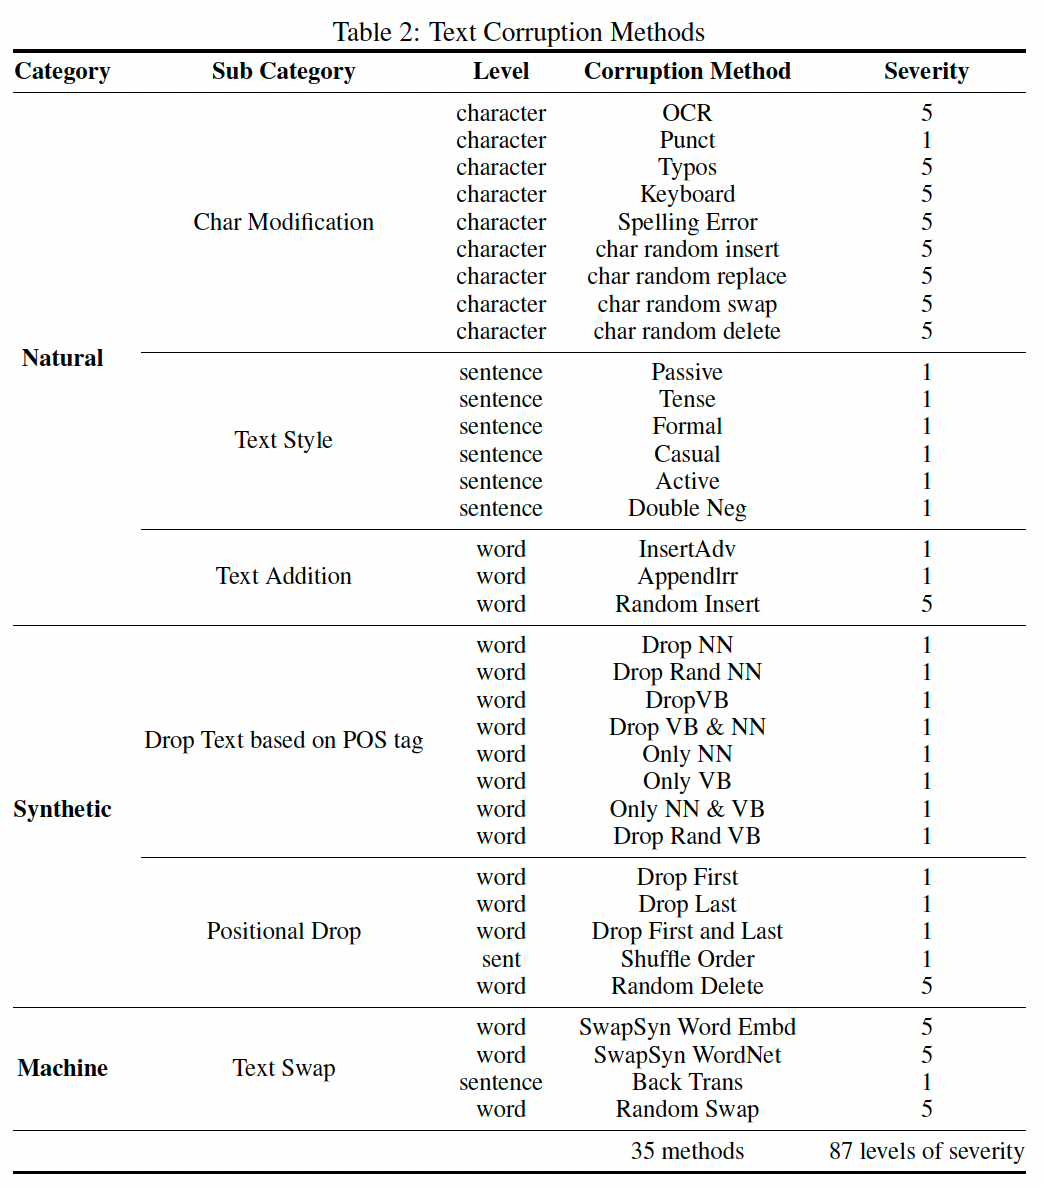 Table 2: Text Corruption Methods
Category Sub Category Level Corruption Method Severity
character OCR 5
character Punct 1
character Typos 5
character Keyboard 5
Char Modification character Spelling Error 5
character char random insert 5
character char random replace 5
character char random swap 5
character char random delete 5
Natural
sentence Passive 1
sentence Tense 1
sentence Formal 1
Text Style
sentence Casual 1
sentence Active 1
sentence Double Neg 1
word InsertAdv 1
Text Addition word Appendlrr 1
word Random Insert 5
word Drop NN 1
word Drop Rand NN 1
word DropVB 1
word Drop VB & NN 1
Drop Text based on POS tag
word Only NN 1
word Only VB 1
Synthetic word Only NN & VB 1
word Drop Rand VB 1
word Drop First 1
word Drop Last 1
Positional Drop word Drop First and Last 1
sent Shuffle Order 1
word Random Delete 5
word SwapSyn Word Embd 5
word SwapSyn WordNet 5
Machine Text Swap
sentence Back Trans 1
word Random Swap 5
35 methods 87 levels of severity